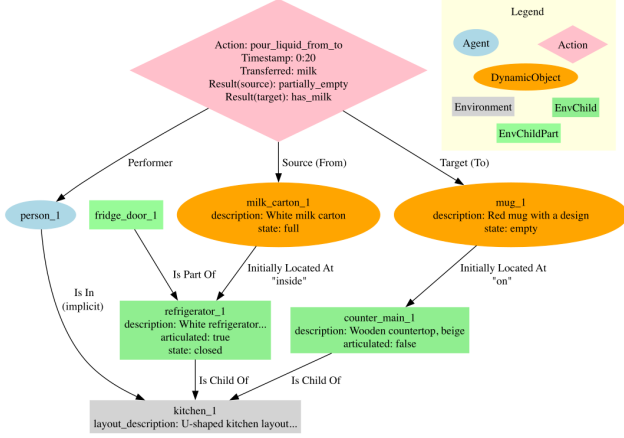 Legend
Agent
Action
DynamicObject
Environment
EnvChild
EnvChildPart
Action: pour_liquid_from_to
Timestamp: 0:20
Transferred: milk
Result(source): partially_empty
Result(target): has_milk
Performer
Source (From)
Target (To)
person_1
fridge_door_1
milk_carton_1
description: White milk carton
state: full
mug_1
description: Red mug with a design
state: empty
Is In
(implicit)
Is Part Of
Initially Located At
"inside"
Initially Located At
"on"
refrigerator_1
description: White refrigerator...
articulated: true
state: closed
counter_main_1
description: Wooden countertop, beige
articulated: false
Is Child Of
Is Child Of
kitchen_1
layout_description: U-shaped kitchen layout...